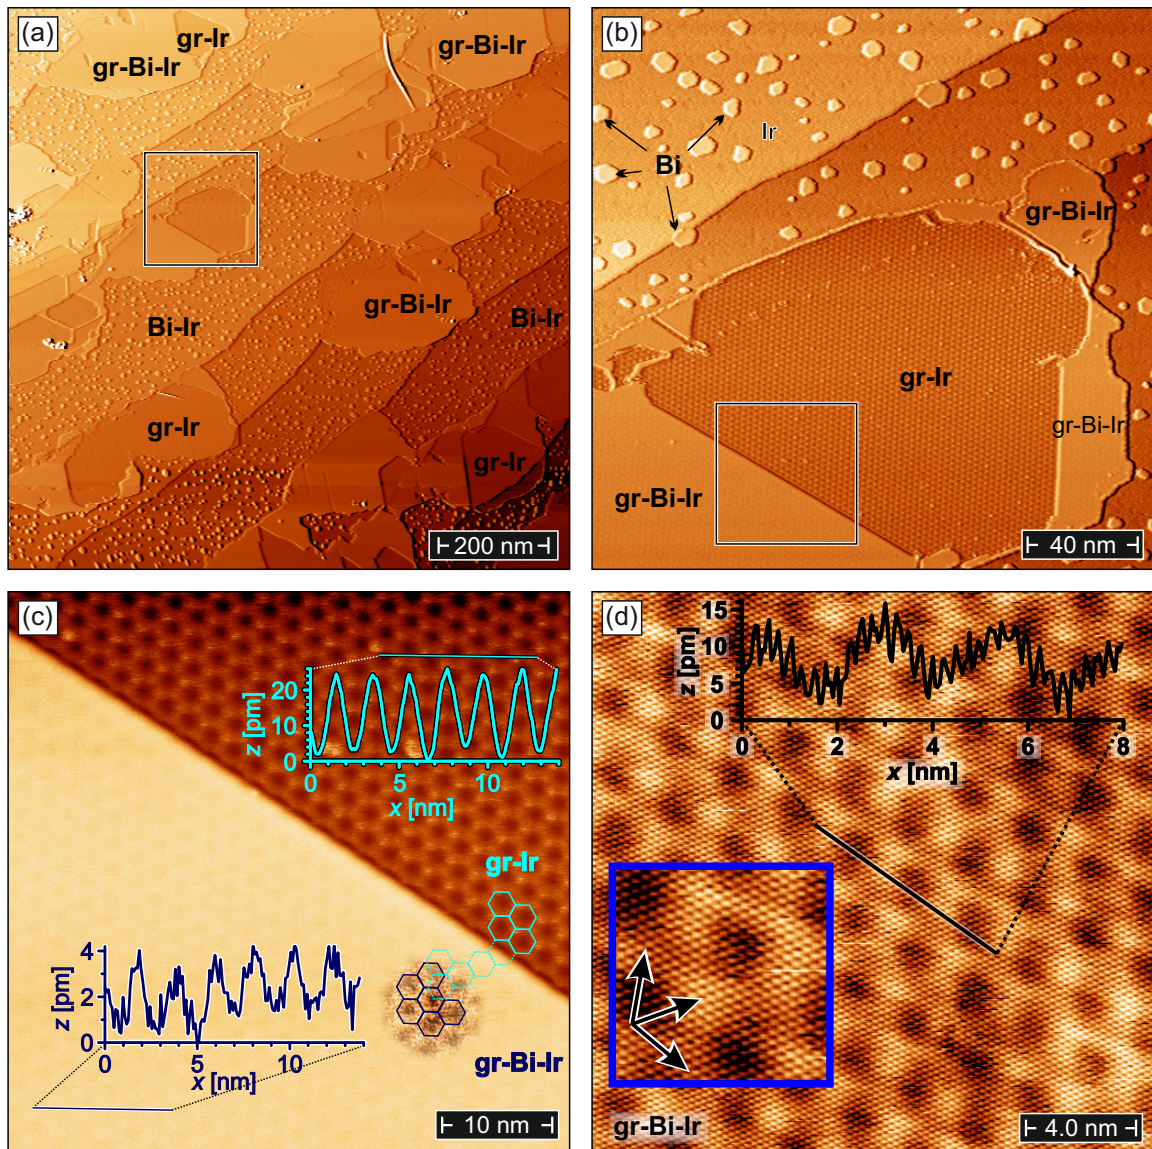 (a)
gr-Ir
gr-Bi-Ir
gr-Bi-Ir
gr-Bi-Ir
Bi-Ir
Bi-Ir
gr-Ir
gr-Ir
200 nm
(b)
Ir
Bi
gr-Bi-Ir
gr-Ir
gr-Bi-Ir
gr-Bi-Ir
40 nm
(c)
z [pm]
20
10
0
0 5 10
x [nm]
gr-Ir
z [pm]
4
2
0
0 5 10
x [nm]
gr-Bi-Ir
10 nm
(d)
z [pm]
15
10
5
0
0 2 4 6 8
x [nm]
gr-Bi-Ir
4.0 nm